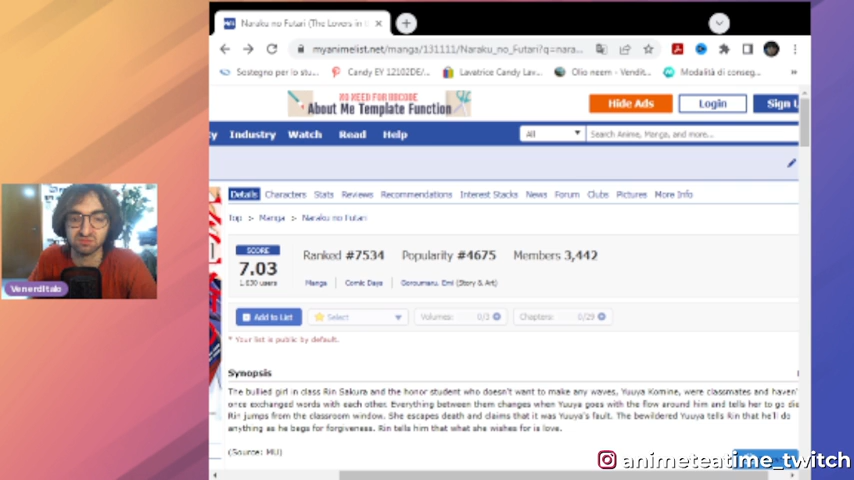 Naraku no Futari (The Lovers in t
myanimelist.net/manga/131111/Naraku_no_Futari?q=nara...
Sostegno per lo stu...
Candy EY 12102DE/...
Lavatrice Candy Lav...
Olio neem - Vendit...
Modalità di conseg...
»
NO NEED FOR BBCODE
About Me Template Function
Hide Ads
Login
Sign U
y Industry Watch Read Help
All
Search Anime, Manga, and more...
Details Characters Stats Reviews Recommendations Interest Stacks News Forum Clubs Pictures More Info
Top > Manga > Naraku no Futari
SCORE
7.03
Ranked #7534 Popularity #4675 Members 3,442
Manga Comic Days Goroumaru, Emi (Story & Art)
Add to List
Select
Volumes: 0/3
Chapters: 0/29
* Your list is public by default.
Synopsis
The bullied girl in class Rin Sakura and the honor student who doesn't want to make any waves, Yuuya Komine, were classmates and haven'
once exchanged words with each other. Everything between them changes when Yuuya goes with the flow around him and tells her to go die
Rin jumps from the classroom window. She escapes death and claims that it was Yuuya's fault. The bewildered Yuuya tells Rin that he'll do
anything as he begs for forgiveness. Rin tells him that what she wishes for is love.
(Source: MU)
VenerdItalo
animeteatime_twitch